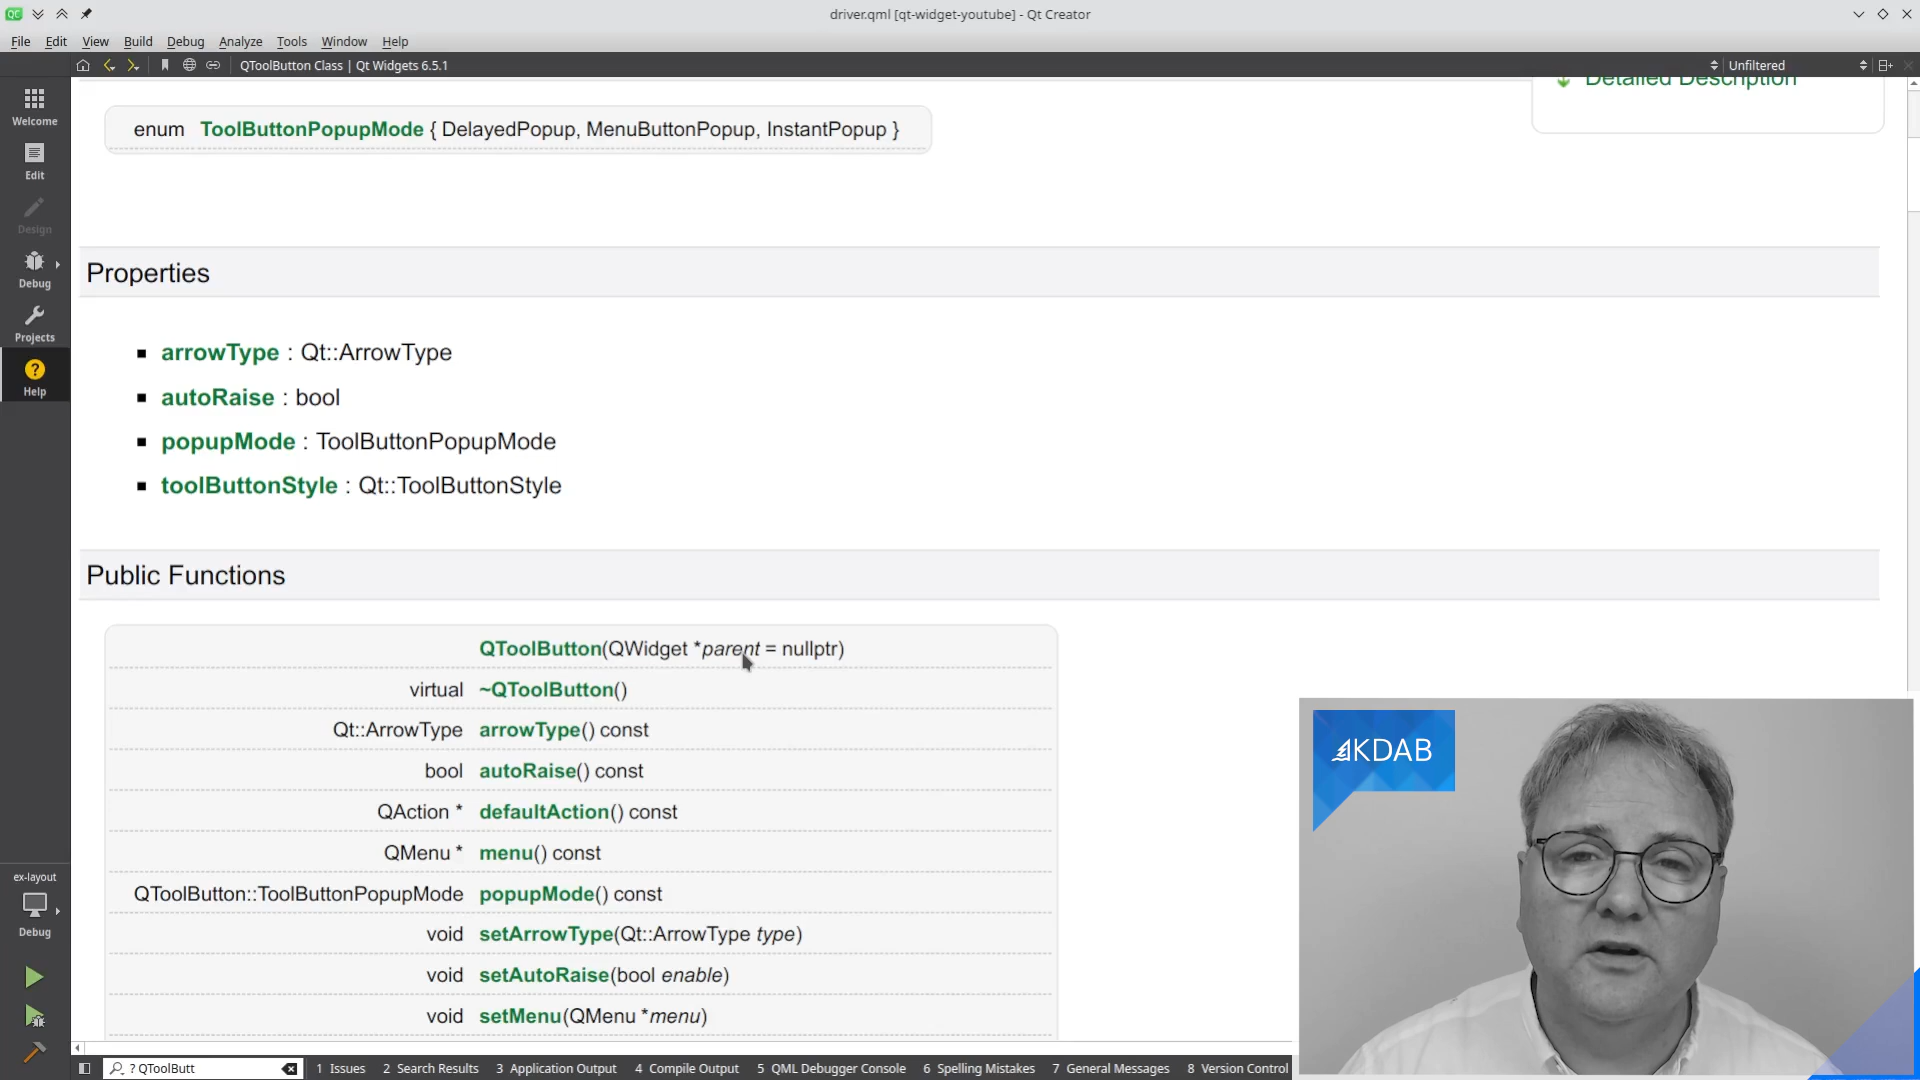 driver.qml [qt-widget-youtube] - Qt Creator
File Edit View Build Debug Analyze Tools Window Help
QToolButton Class | Qt Widgets 6.5.1
Unfiltered
Welcome
Edit
Design
Debug
Projects
Help
ex-layout
Debug
Detailed Description
enum ToolButtonPopupMode { DelayedPopup, MenuButtonPopup, InstantPopup }
Properties
arrowType : Qt::ArrowType
autoRaise : bool
popupMode : ToolButtonPopupMode
toolButtonStyle : Qt::ToolButtonStyle
Public Functions
QToolButton(QWidget *parent = nullptr)
virtual ~QToolButton()
Qt::ArrowType arrowType() const
bool autoRaise() const
QAction * defaultAction() const
QMenu * menu() const
QToolButton::ToolButtonPopupMode popupMode() const
void setArrowType(Qt::ArrowType type)
void setAutoRaise(bool enable)
void setMenu(QMenu *menu)
KDAB
? QToolButt
1 Issues 2 Search Results 3 Application Output 4 Compile Output 5 QML Debugger Console 6 Spelling Mistakes 7 General Messages 8 Version Control